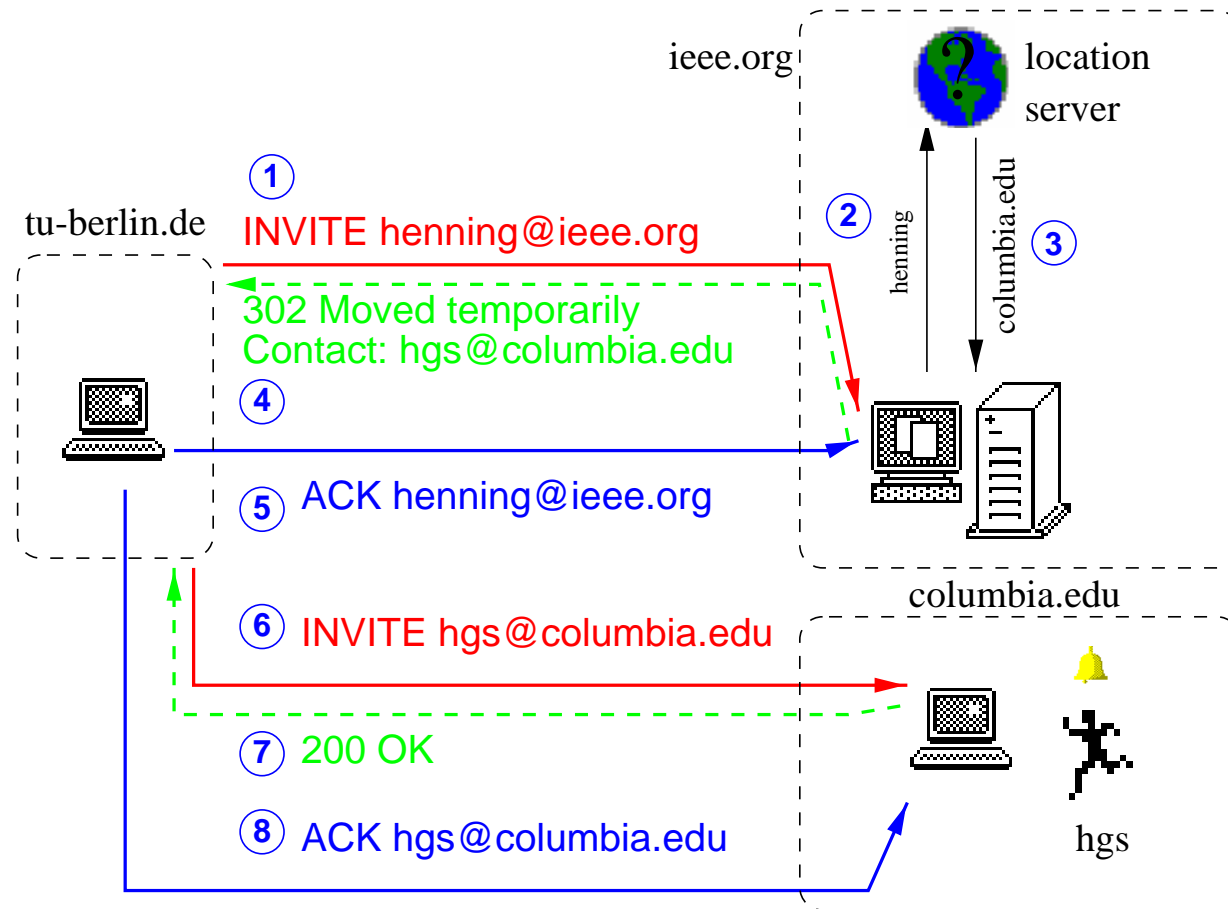 ieee.org
?
location
server
1
tu-berlin.de
INVITE henning@ieee.org
2
henning
columbia.edu
3
302 Moved temporarily
Contact: hgs@columbia.edu
4
5
ACK henning@ieee.org
columbia.edu
6
INVITE hgs@columbia.edu
7
200 OK
8
ACK hgs@columbia.edu
hgs